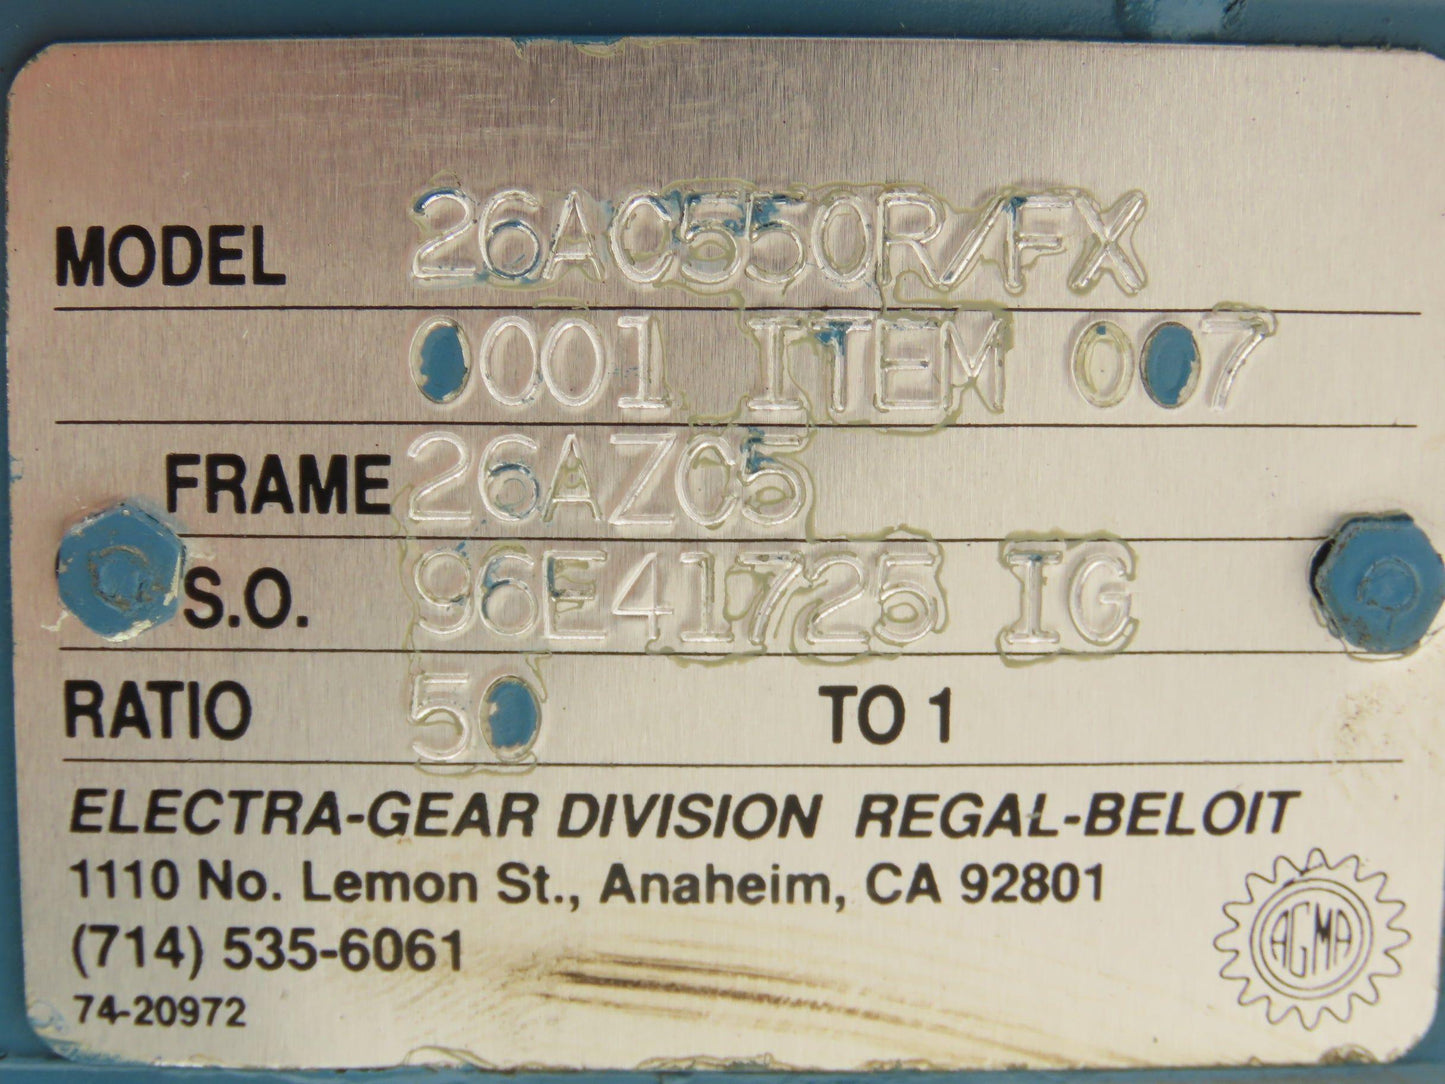 MODEL 26AC550R/FX
0001 ITEM 007
FRAME 26AZC5
S.O. 96E41725 IG
RATIO 50 TO 1
ELECTRA-GEAR DIVISION REGAL-BELOIT
1110 No. Lemon St., Anaheim, CA 92801
(714) 535-6061
74-20972
AGMA